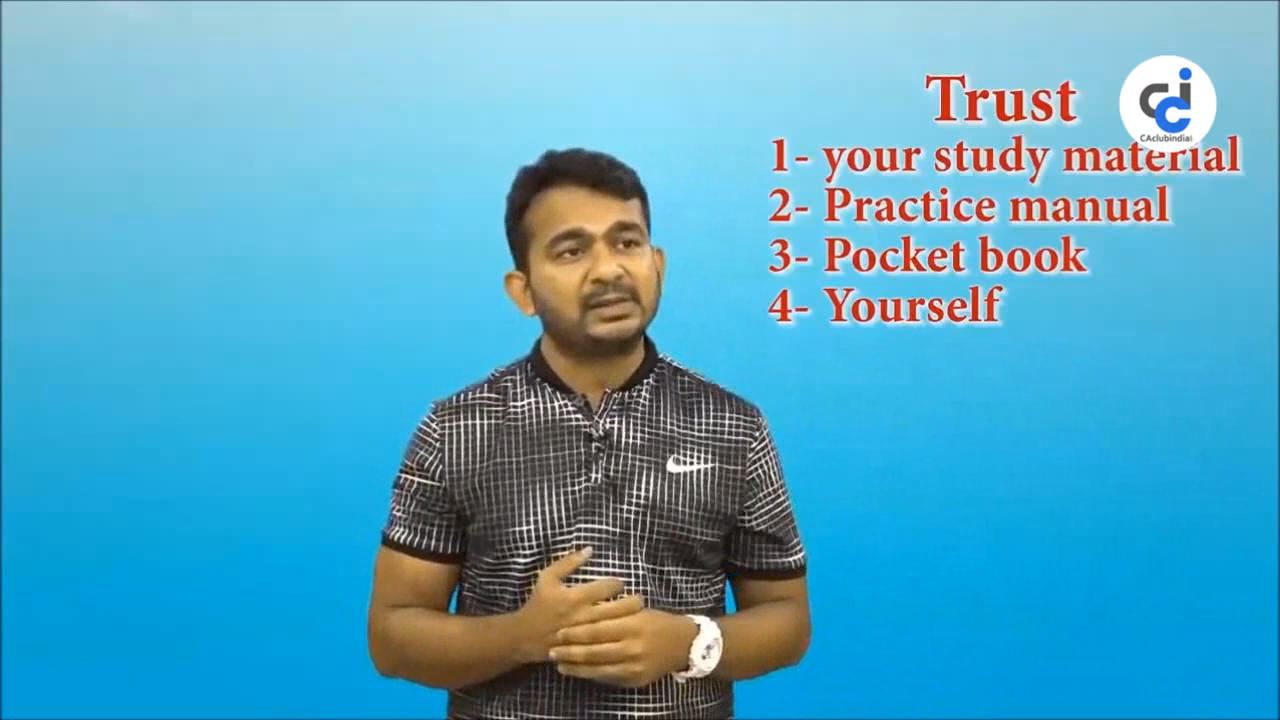 Trust
CAclubindia
1- your study material
2- Practice manual
3- Pocket book
4- Yourself